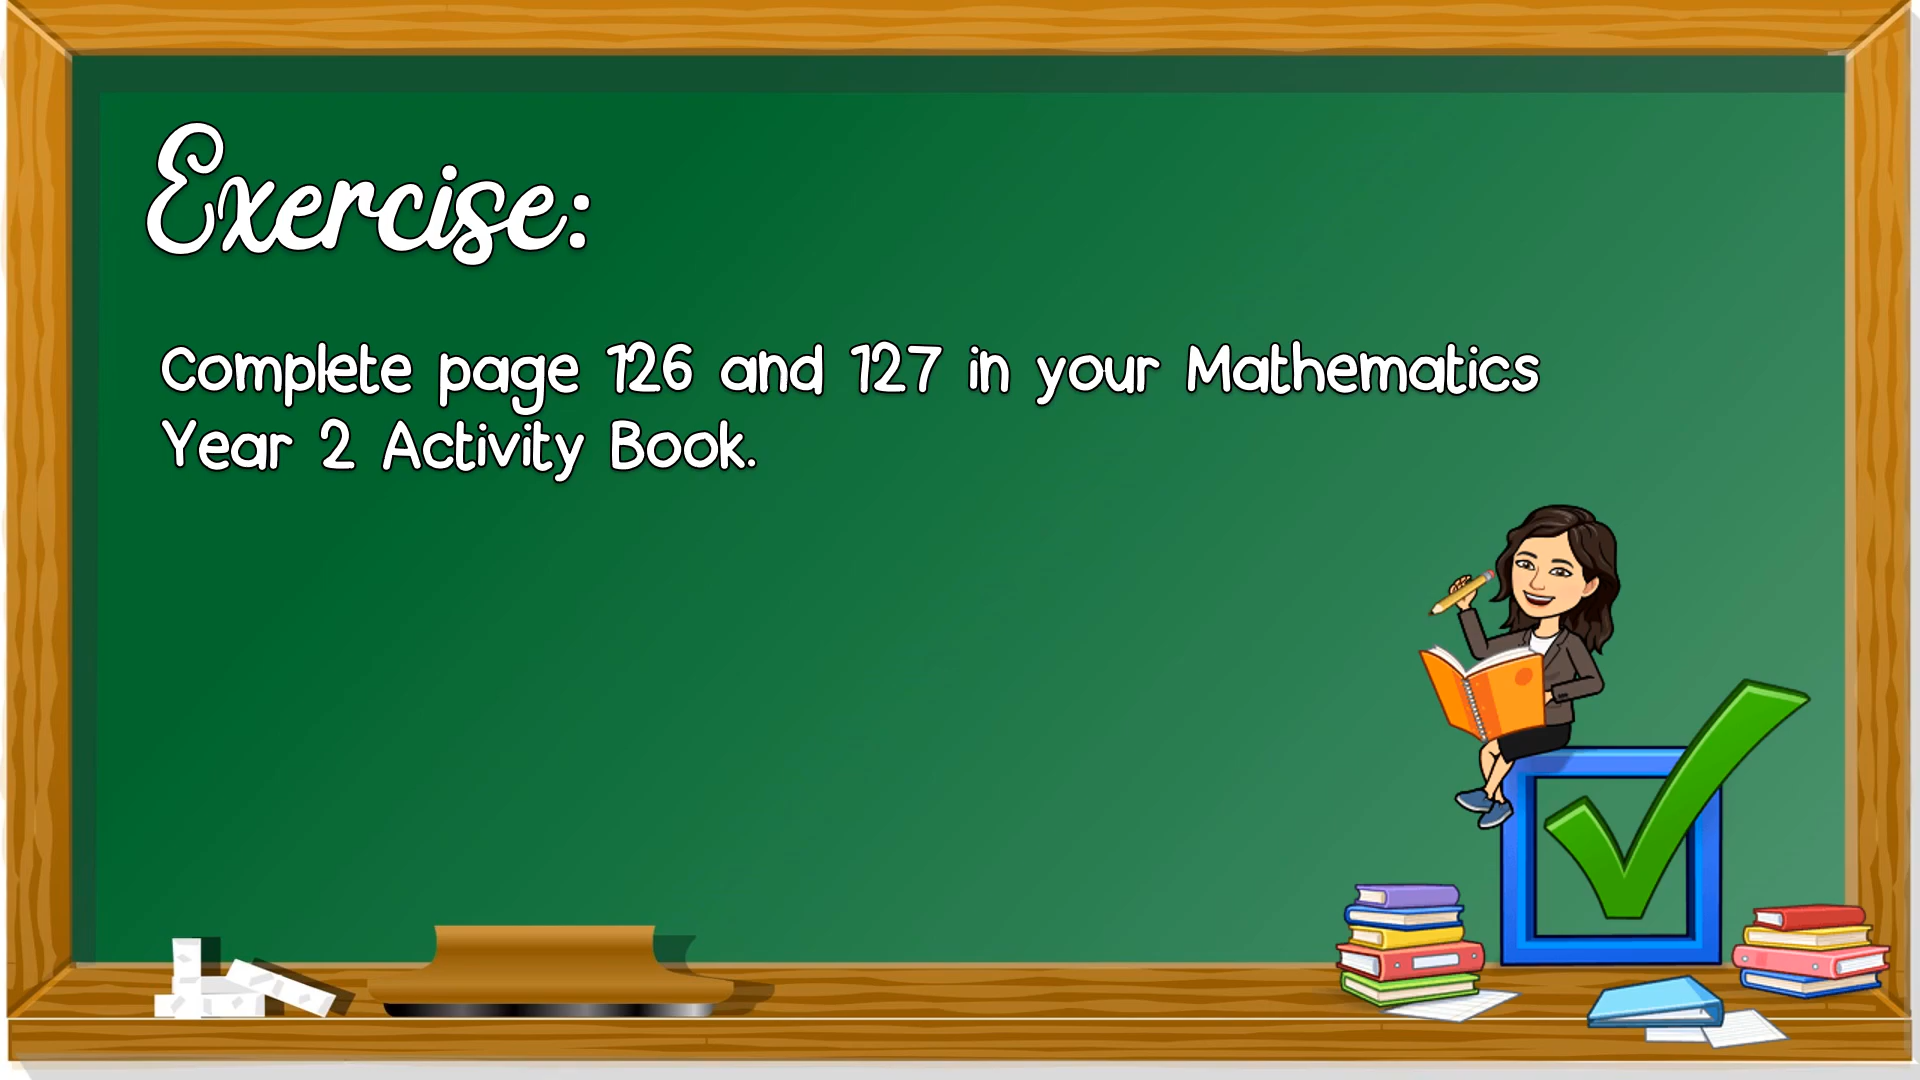 Exercise:
Complete page 126 and 127 in your Mathematics
Year 2 Activity Book.